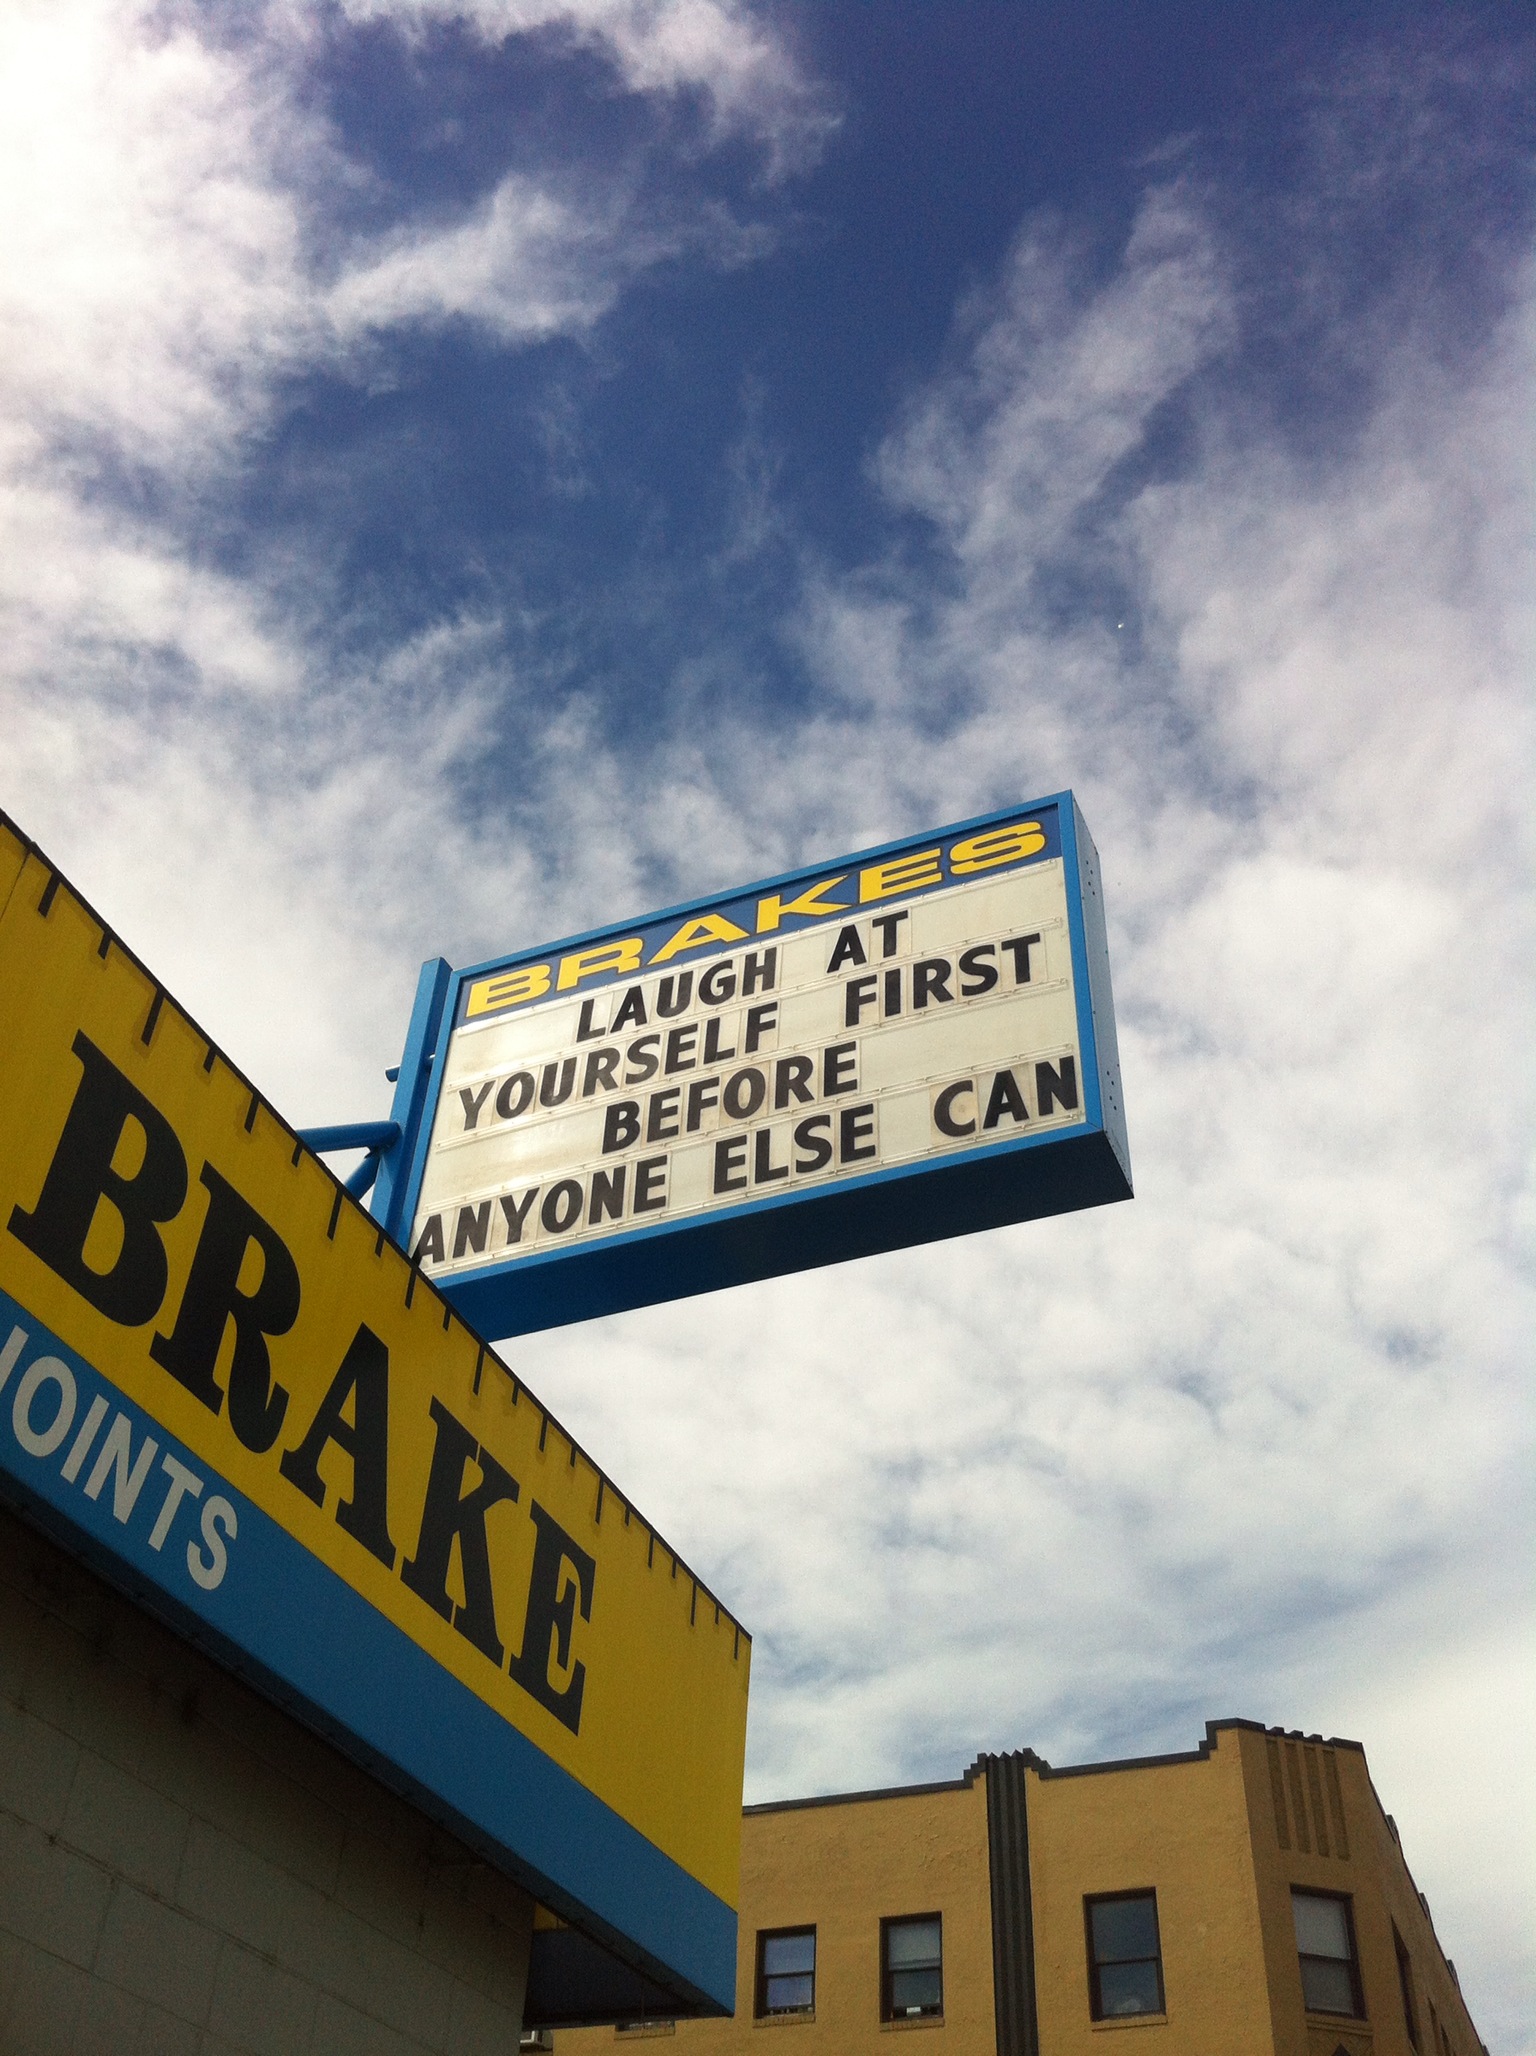 BRAKES
LAUGH AT
YOURSELF FIRST
BEFORE
ANYONE ELSE CAN
BRAKE
JOINTS